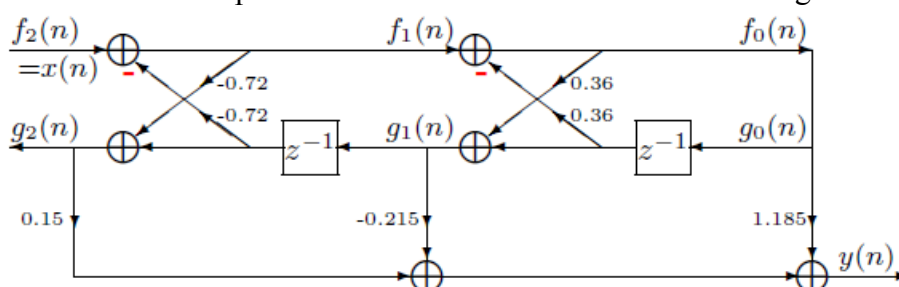 f₂(n) f₁(n) f₀(n)
=x(n) - -
-0.72 0.36
-0.72 0.36
g₂(n) z⁻¹ g₁(n) z⁻¹ g₀(n)
0.15 -0.215 1.185
y(n)